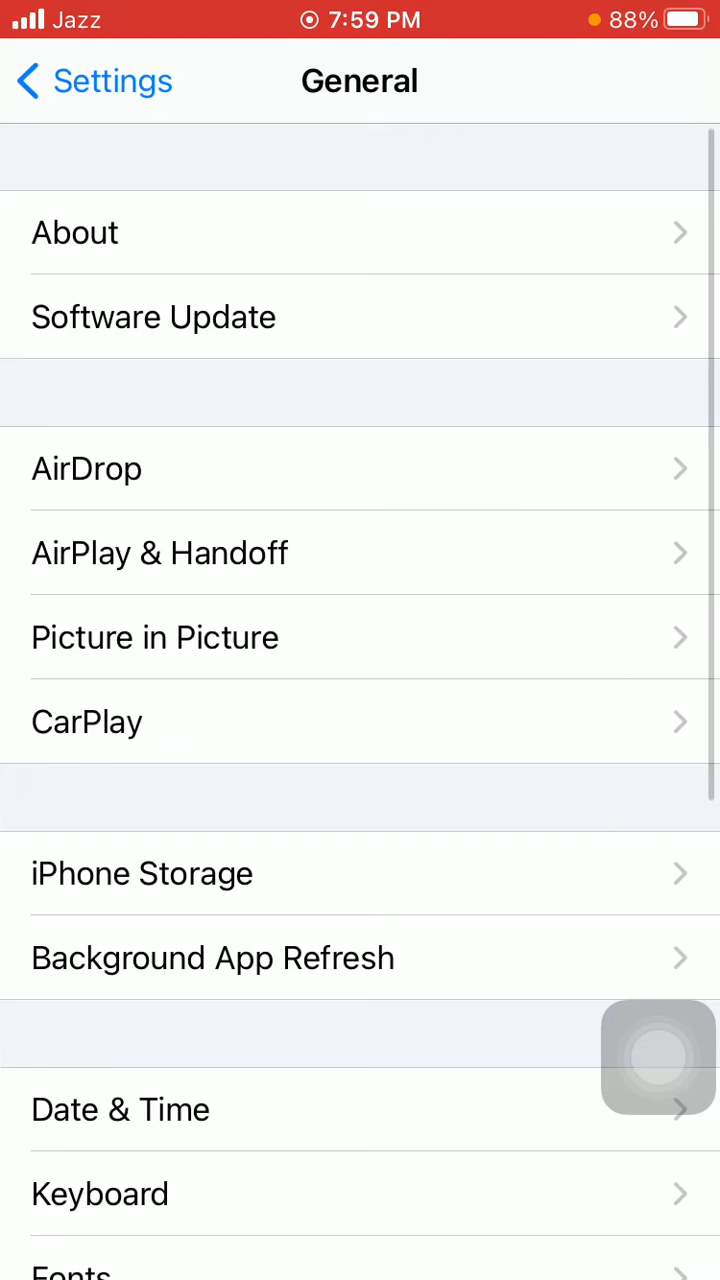 Jazz 7:59 PM 88%
Settings General
About
Software Update
AirDrop
AirPlay & Handoff
Picture in Picture
CarPlay
iPhone Storage
Background App Refresh
Date & Time
Keyboard
Fonts